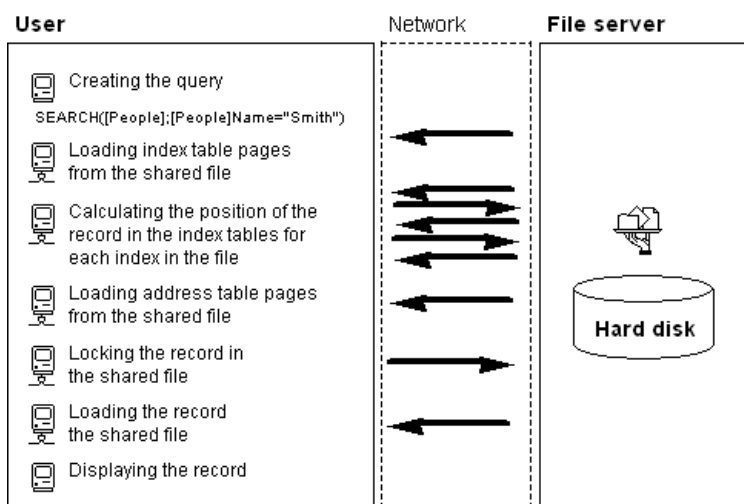 User
Network
File server
Creating the query
SEARCH([People];[People]Name="Smith")
Loading index table pages
from the shared file
Calculating the position of the
record in the index tables for
each index in the file
Loading address table pages
from the shared file
Locking the record in
the shared file
Loading the record
the shared file
Displaying the record
Hard disk